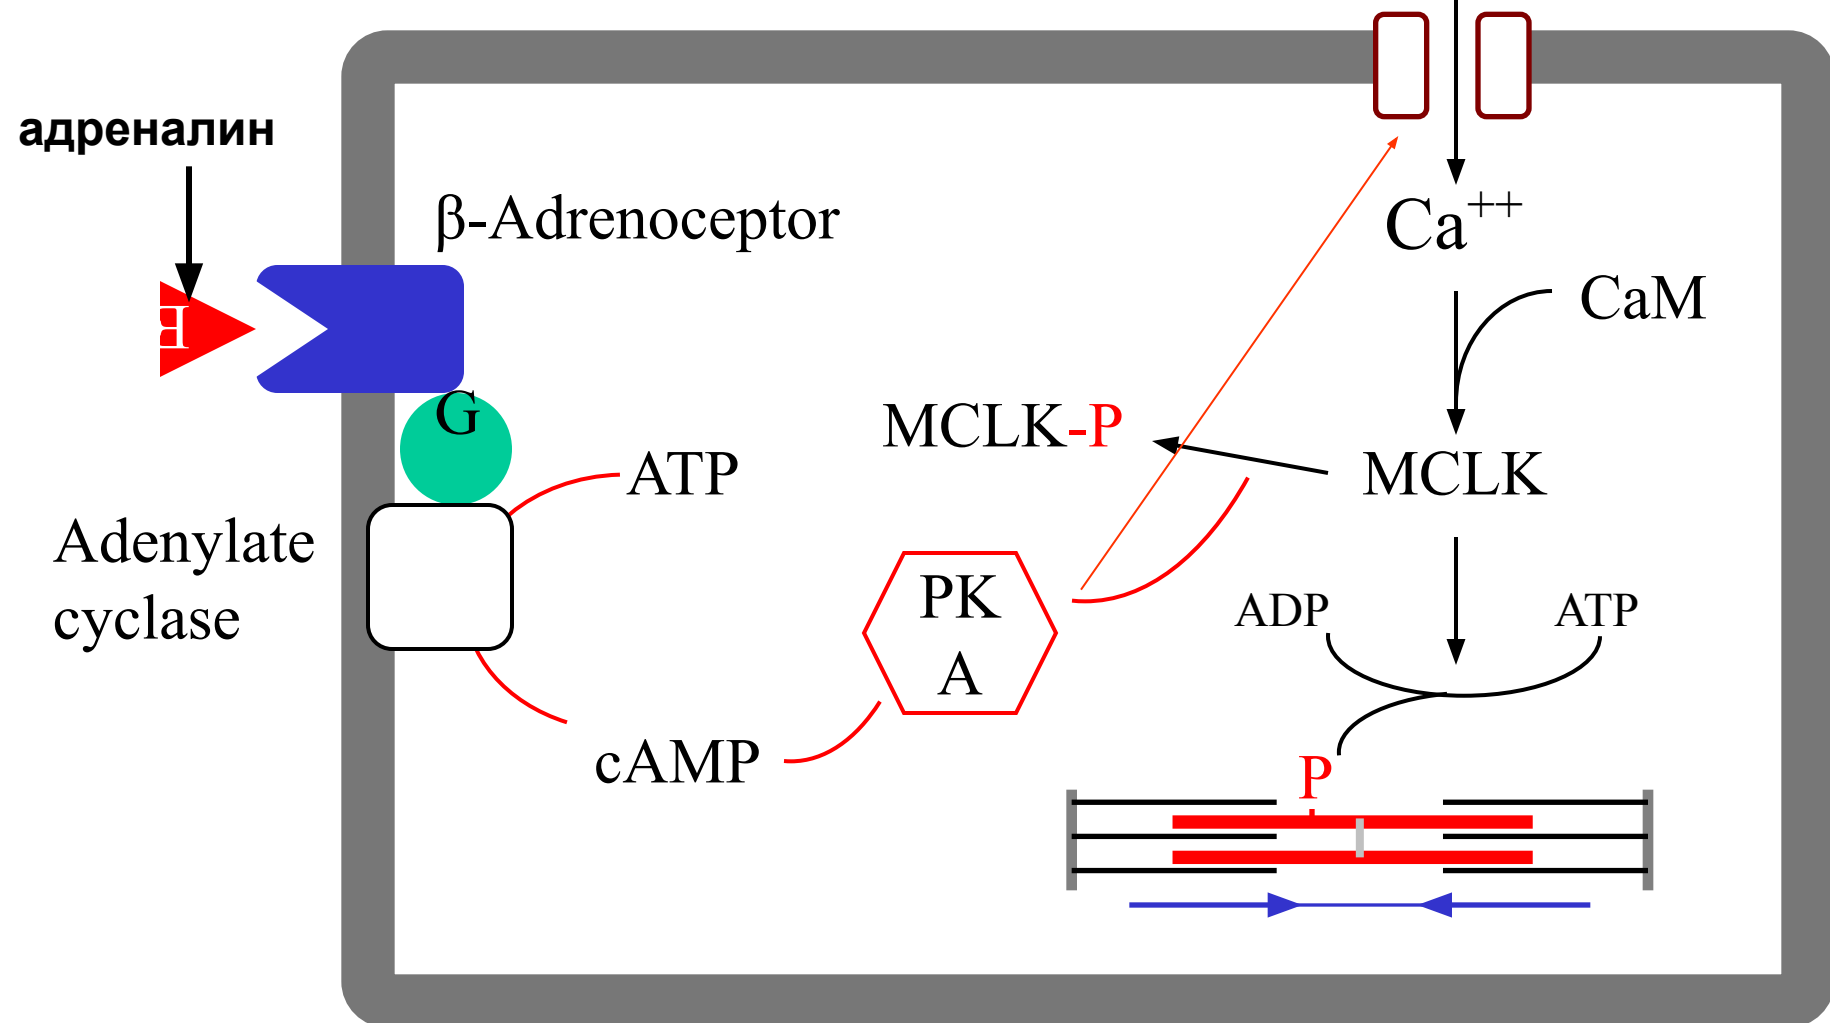 адреналин
β-Adrenoceptor
Ca++
CaM
H
G
MCLK-P
MCLK
ATP
Adenylate
cyclase
PK
A
ADP
ATP
cAMP
P